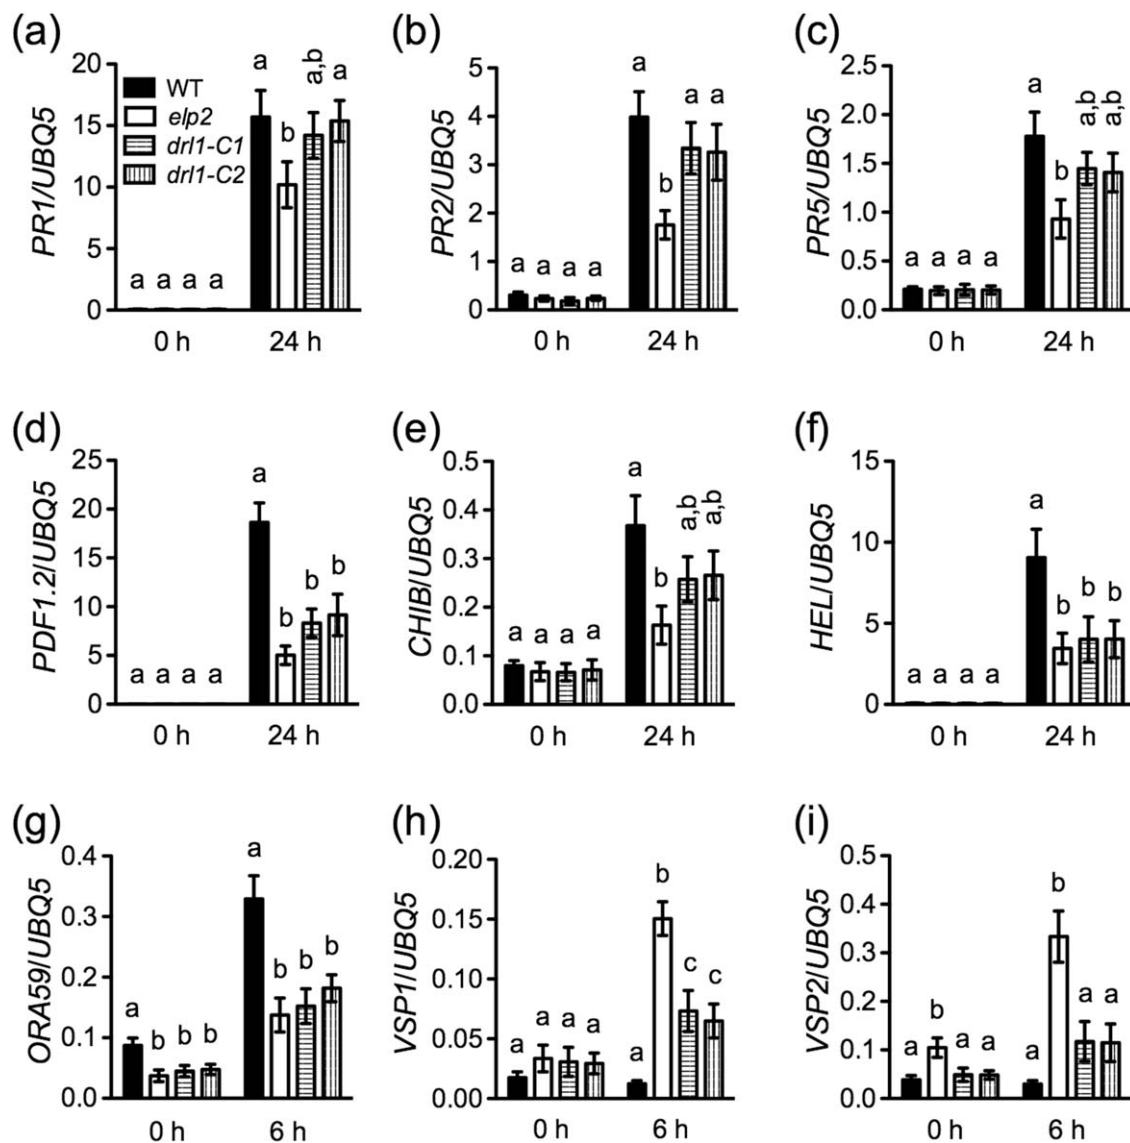 (a)
PR1/UBQ5
20
15
10
5
0
WT
elp2
drl1-C1
drl1-C2
a a a a
a b a,b a
0 h 24 h
(b)
PR2/UBQ5
5
4
3
2
1
0
a a a a
a b a a
0 h 24 h
(c)
PR5/UBQ5
2.5
2.0
1.5
1.0
0.5
0.0
a a a a
a b a,b a,b
0 h 24 h
(d)
PDF1.2/UBQ5
25
20
15
10
5
0
a a a a
a b b b
0 h 24 h
(e)
CHIB/UBQ5
0.5
0.4
0.3
0.2
0.1
0.0
a a a a
a b a,b a,b
0 h 24 h
(f)
HEL/UBQ5
15
10
5
0
a a a a
a b b b
0 h 24 h
(g)
ORA59/UBQ5
0.4
0.3
0.2
0.1
0.0
a b b b
a b b b
0 h 6 h
(h)
VSP1/UBQ5
0.20
0.15
0.10
0.05
0.00
a a a a
a b c c
0 h 6 h
(i)
VSP2/UBQ5
0.5
0.4
0.3
0.2
0.1
0.0
a b a a
a b a a
0 h 6 h